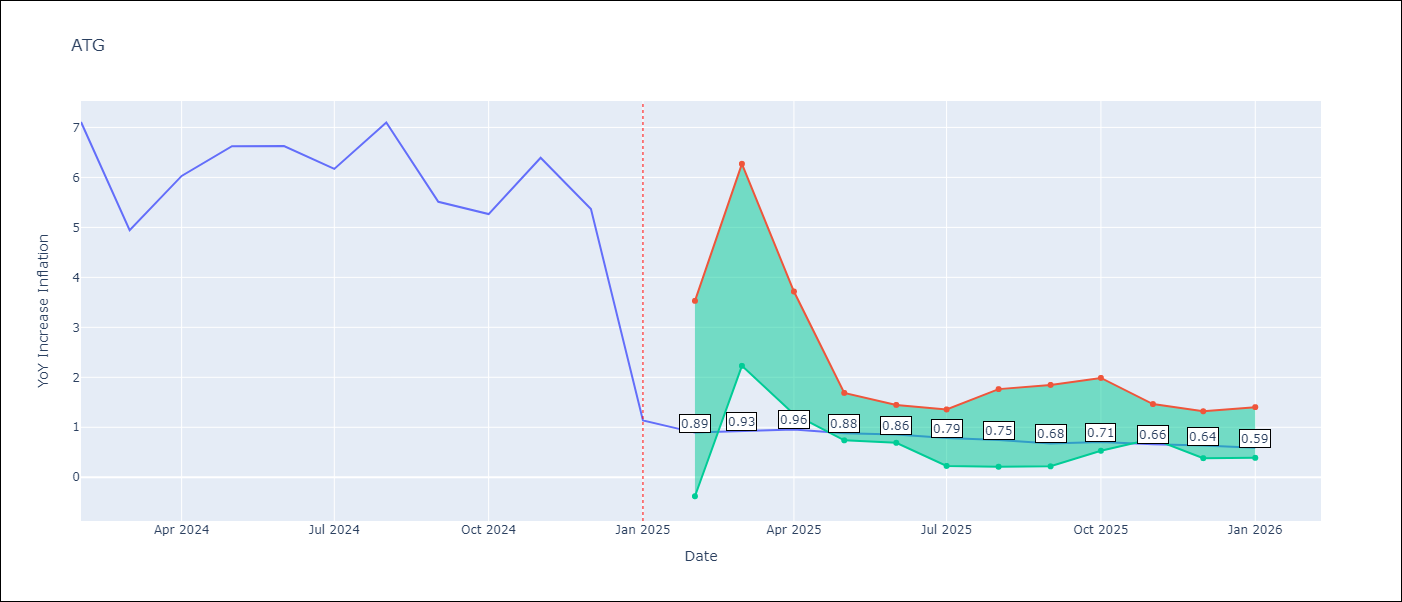 ATG
YoY Increase Inflation
7
6
5
4
3
2
1
0
0.89
0.93
0.96
0.88
0.86
0.79
0.75
0.68
0.71
0.66
0.64
0.59
Apr 2024
Jul 2024
Oct 2024
Jan 2025
Apr 2025
Jul 2025
Oct 2025
Jan 2026
Date